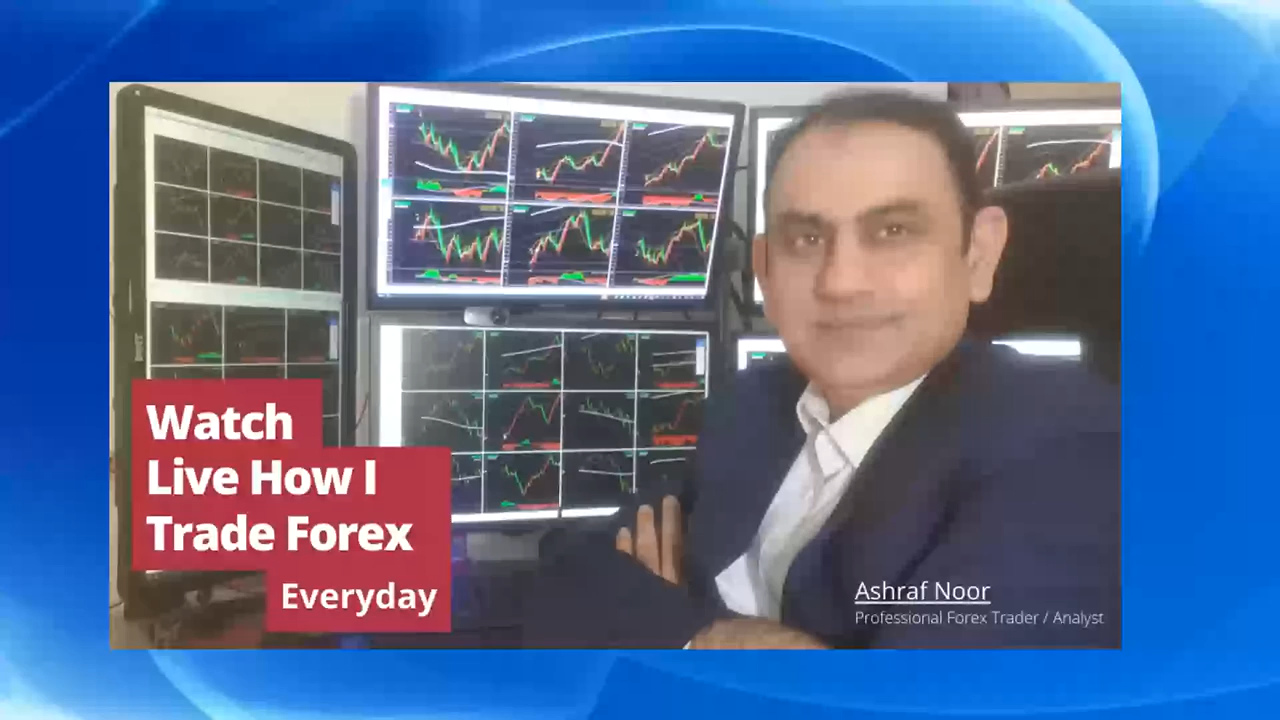 Watch
Live How I
Trade Forex
Everyday
Ashraf Noor
Professional Forex Trader / Analyst